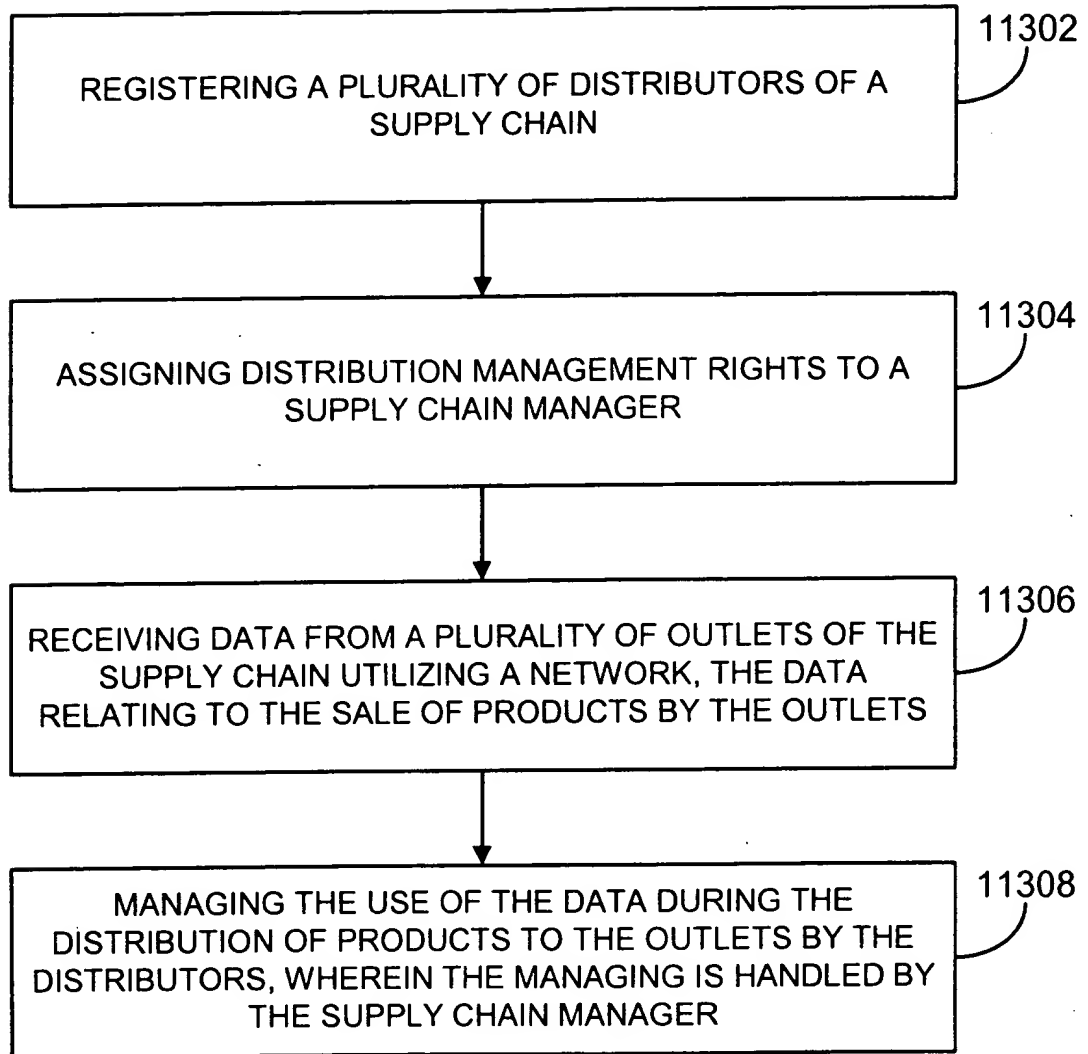 11302
REGISTERING A PLURALITY OF DISTRIBUTORS OF A
SUPPLY CHAIN
11304
ASSIGNING DISTRIBUTION MANAGEMENT RIGHTS TO A
SUPPLY CHAIN MANAGER
11306
RECEIVING DATA FROM A PLURALITY OF OUTLETS OF THE
SUPPLY CHAIN UTILIZING A NETWORK, THE DATA
RELATING TO THE SALE OF PRODUCTS BY THE OUTLETS
11308
MANAGING THE USE OF THE DATA DURING THE
DISTRIBUTION OF PRODUCTS TO THE OUTLETS BY THE
DISTRIBUTORS, WHEREIN THE MANAGING IS HANDLED BY
THE SUPPLY CHAIN MANAGER